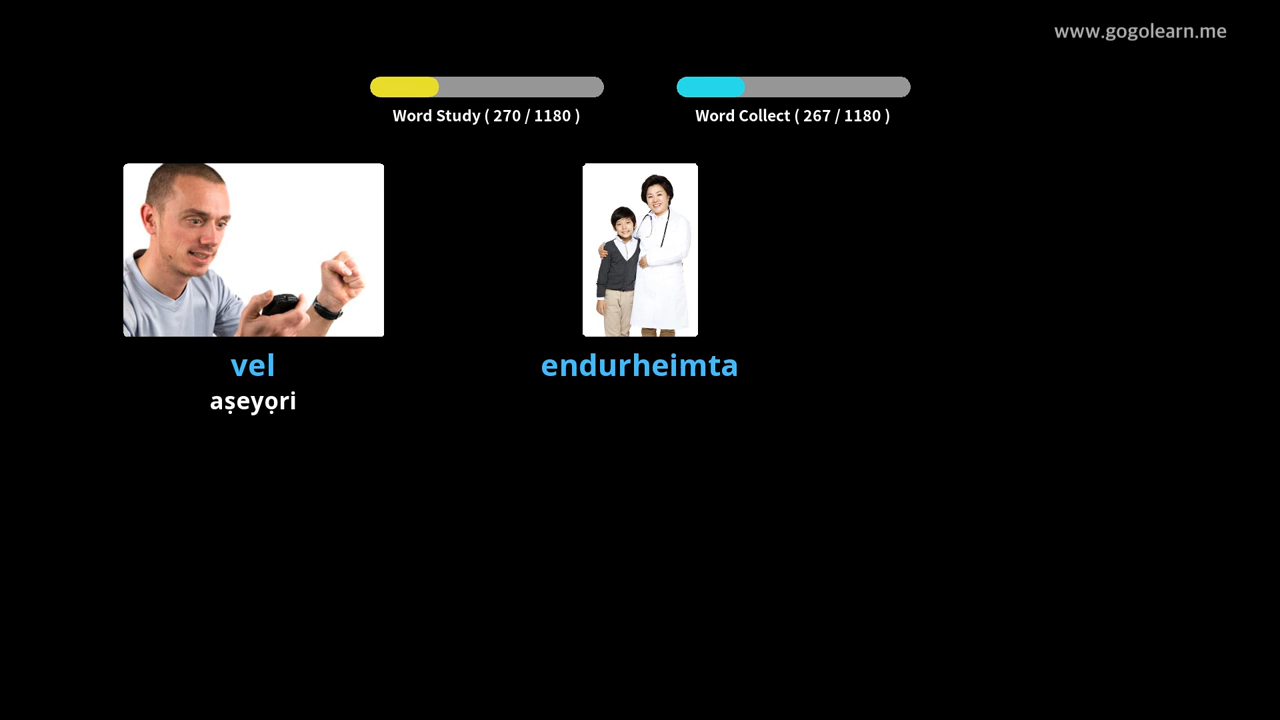 www.gogolearn.me
Word Study ( 270 / 1180 )
Word Collect ( 267 / 1180 )
vel
endurheimta
aṣeyọri